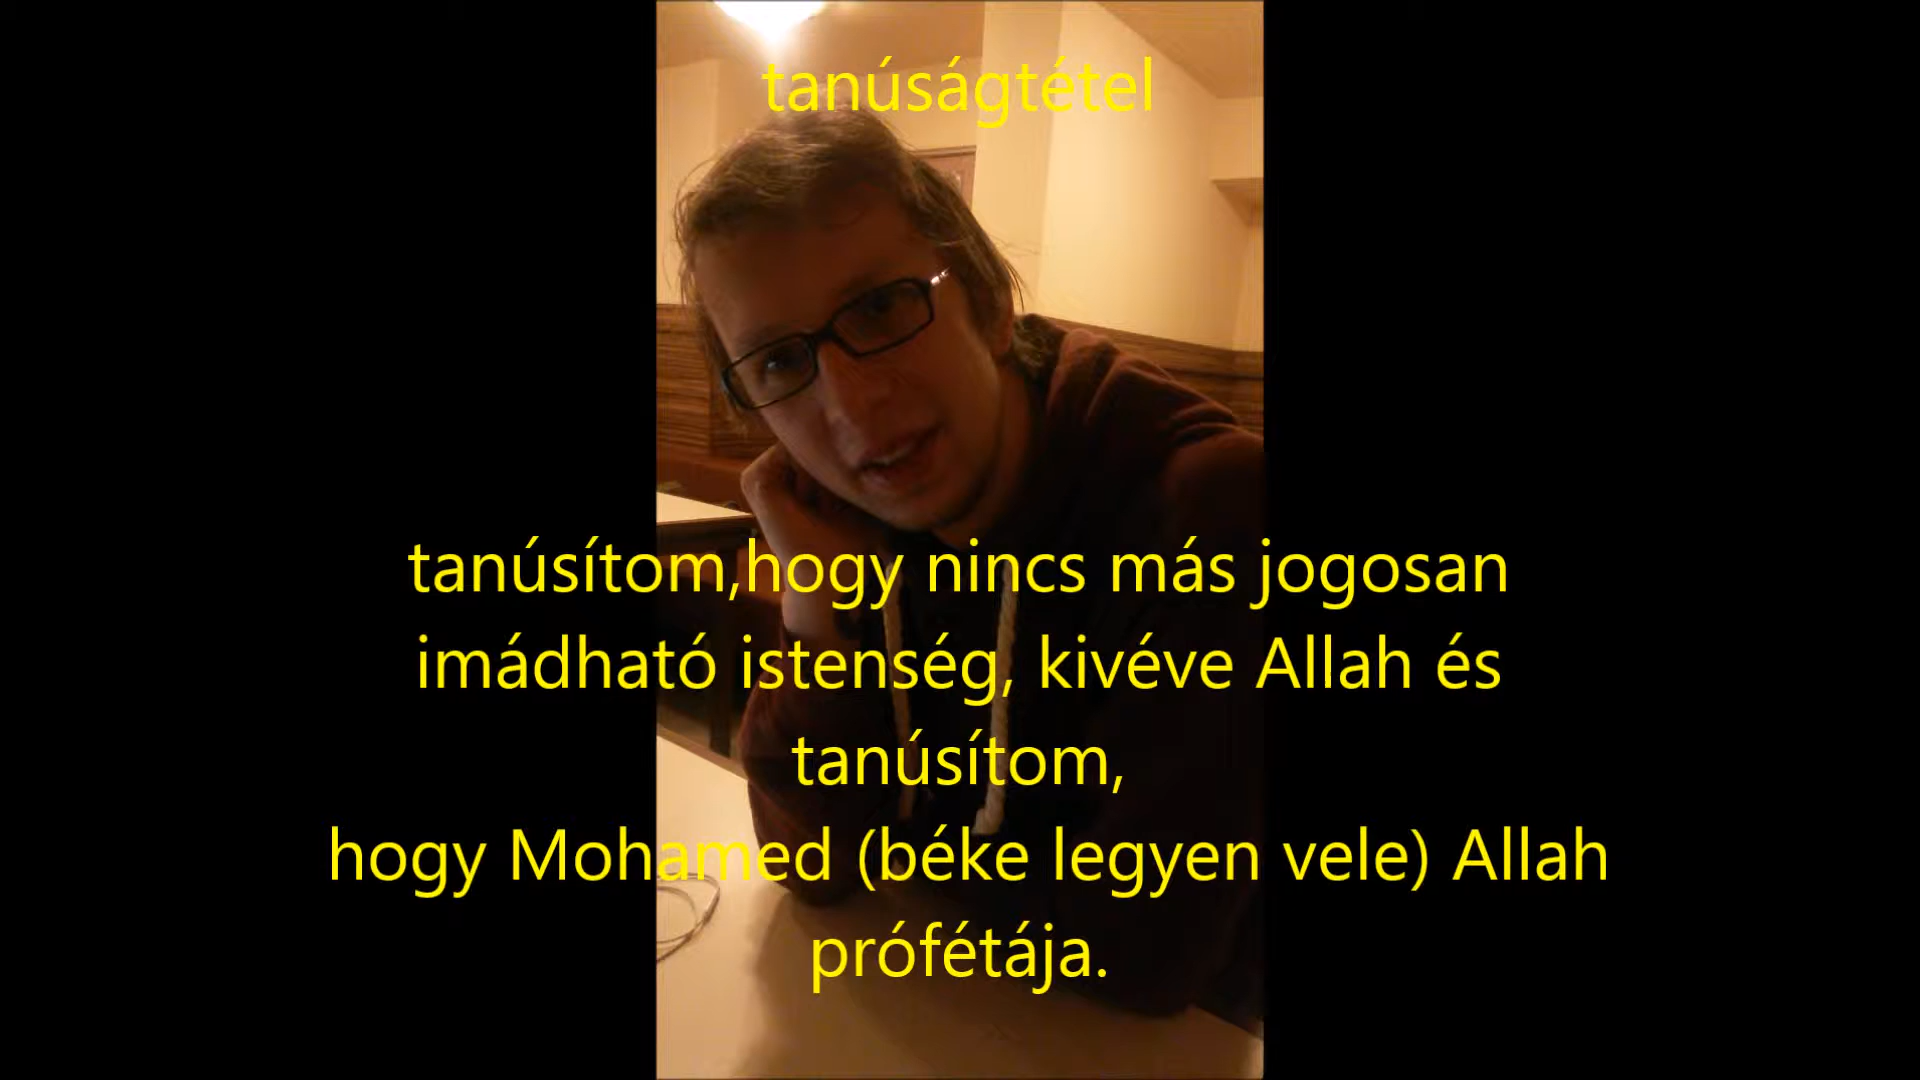 tanúságtétel
tanúsítom,hogy nincs más jogosan
imádható istenség, kivéve Allah és
tanúsítom,
hogy Mohamed (béke legyen vele) Allah
prófétája.